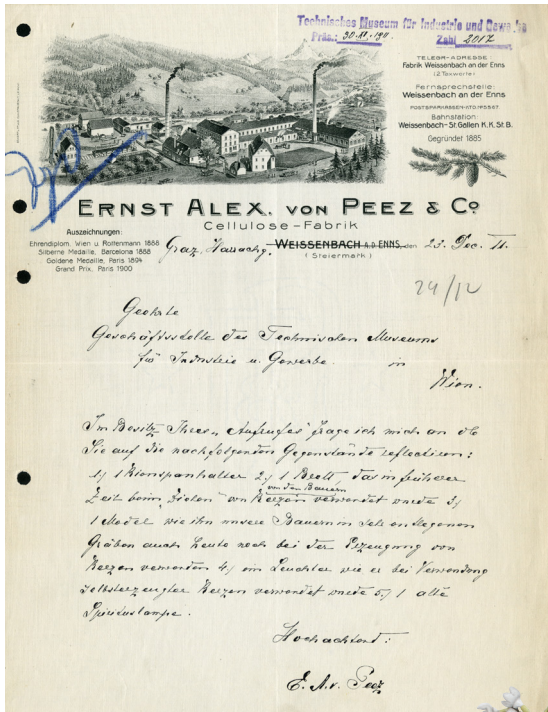 Technisches Museum für Industrie und Gewerbe
Präs.: 30.XII.1911 Zahl 2017
TELEGR.-ADRESSE
Fabrik Weissenbach an der Enns
(2 Taxworte)
Fernsprechstelle:
Weissenbach an der Enns
POSTSPARKASSEN-KTO.
Bahnstation:
Weissenbach-St. Gallen K.K. St. B.
Gegründet 1885
ERNST ALEX. VON PEEZ & Co
Cellulose-Fabrik
Auszeichnungen:
Ehrendiplom. Wien u. Rottenmann 1888
Silberne Medaille, Barcelona 1888
Goldene Medaille, Paris 1894
Grand Prix, Paris 1900
Graz, Harrachg. WEISSENBACH A.D. ENNS, den 23. Dec. 11.
(Steiermark)
24/12
Geehrte
Geschäftsstelle des Technischen Museums
für Industrie u. Gewerbe. in
Wien.
Im Besitz Ihres „Aufrufes" frage ich mich an ob
Sie auf die nachfolgenden Gegenstände reflectiren:
1./ 1 Kienspanhalter 2./ 1 Brett, das in früherer
Zeit beim von den Bauern von Kerzen verwendet wurde 3./
1 Model, wie ihn unsere Bauern in
Gräben auch heute noch bei der Erzeugung von
Kerzen verwenden 4./ ein Leuchter wie er bei Verwendung
selbsterzeugter Kerzen verwendet wurde 5./ 1 alte
Spirituslampe.
Hochachtend:
E. A. v. Peez